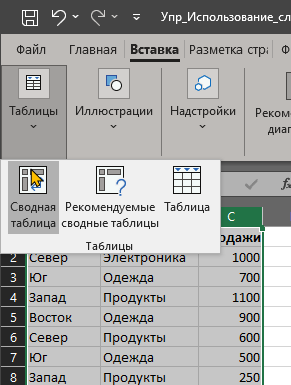 Упр_Использование_сл
Файл Главная Вставка Разметка стра Ф
Таблицы Иллюстрации Надстройки Рекоме
диаг
Сводная таблица Рекомендуемые сводные таблицы Таблица
Таблицы
C
одажи
2 Север Электроника 1000
3 Юг Одежда 700
4 Запад Продукты 1100
5 Восток Одежда 900
6 Север Продукты 600
7 Юг Одежда 500
8 Запад Продукты 250